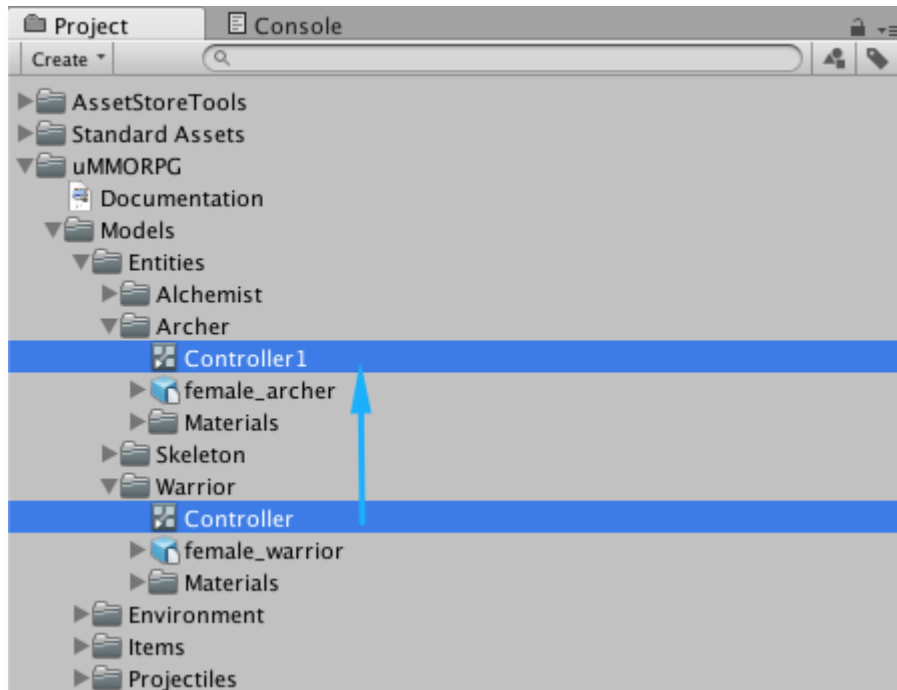 Project Console
Create
AssetStoreTools
Standard Assets
uMMORPG
Documentation
Models
Entities
Alchemist
Archer
Controller1
female_archer
Materials
Skeleton
Warrior
Controller
female_warrior
Materials
Environment
Items
Projectiles